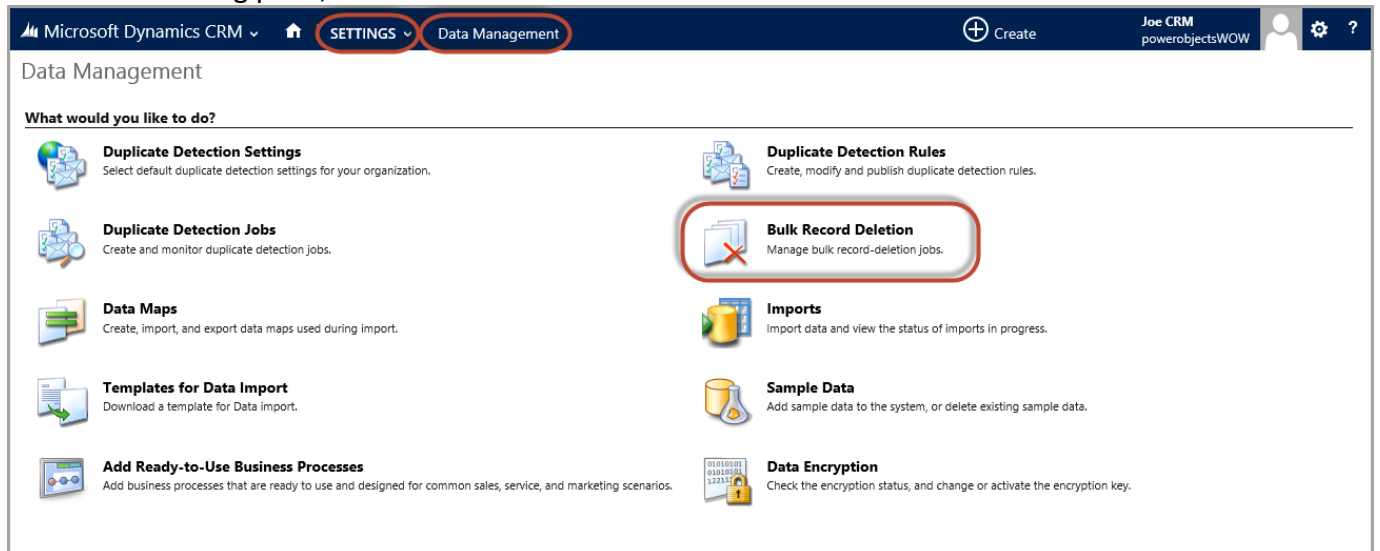 Microsoft Dynamics CRM SETTINGS Data Management Create Joe CRM
powerobjectsWOW ?
Data Management
What would you like to do?
Duplicate Detection Settings
Select default duplicate detection settings for your organization.
Duplicate Detection Rules
Create, modify and publish duplicate detection rules.
Duplicate Detection Jobs
Create and monitor duplicate detection jobs.
Bulk Record Deletion
Manage bulk record-deletion jobs.
Data Maps
Create, import, and export data maps used during import.
Imports
Import data and view the status of imports in progress.
Templates for Data Import
Download a template for Data import.
Sample Data
Add sample data to the system, or delete existing sample data.
Add Ready-to-Use Business Processes
Add business processes that are ready to use and designed for common sales, service, and marketing scenarios.
Data Encryption
Check the encryption status, and change or activate the encryption key.